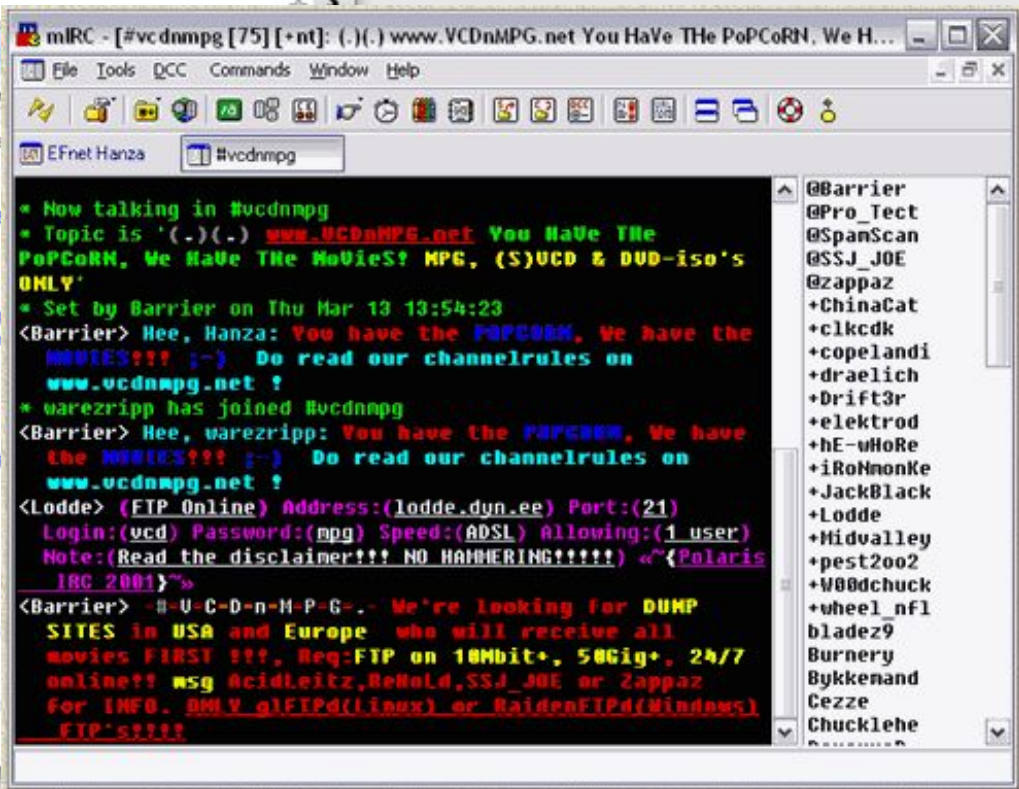 mIRC - [#vcdnmpg [75] [+nt]: (.)(.) www.VCDnMPG.net You HaVe THe PoPCoRN, We H...
File Tools DCC Commands Window Help
EFnet Hanza #vcdnmpg
* Now talking in #vcdnmpg
* Topic is '(.)(.) www.VCDnMPG.net You HaVe THe
PoPCoRN, We HaVe THe MoVieS! MPG, (S)VCD & DVD-iso's
ONLY'
* Set by Barrier on Thu Mar 13 13:54:23
<Barrier> Hee, Hanza: You have the POPCORN, We have the
MOVIES!!! ;-) Do read our channelrules on
www.vcdnmpg.net !
* warezripp has joined #vcdnmpg
<Barrier> Hee, warezripp: You have the POPCORN, We have
the MOVIES!!! ;-) Do read our channelrules on
www.vcdnmpg.net !
<Lodde> (FTP Online) Address:(lodde.dyn.ee) Port:(21)
Login:(vcd) Password:(mpg) Speed:(ADSL) Allowing:(1 user)
Note:(Read the disclaimer!!! NO HAMMERING!!!!!) «~{Polaris
IRC 2001}~»
<Barrier> -#-V-C-D-n-M-P-G-.- We're looking for DUMP
SITES in USA and Europe who will receive all
movies FIRST !!!, Req:FTP on 10Mbit+, 50Gig+, 24/7
online!! msg AcidLeitz,ReHoLd,SSJ_JOE or Zappaz
for INFO. ONLY glFTPd(Linux) or RaidenFTPd(Windows)
FTP's!!!!
@Barrier
@Pro_Tect
@SpamScan
@SSJ_JOE
@zappaz
+ChinaCat
+clkcdk
+copelandi
+draelich
+Drift3r
+elektrod
+hE-wHoRe
+iRoNmonKe
+JackBlack
+Lodde
+Midvalley
+pest2oo2
+W00dchuck
+wheel_nfl
bladez9
Burnery
Bykkemand
Cezze
Chucklehe